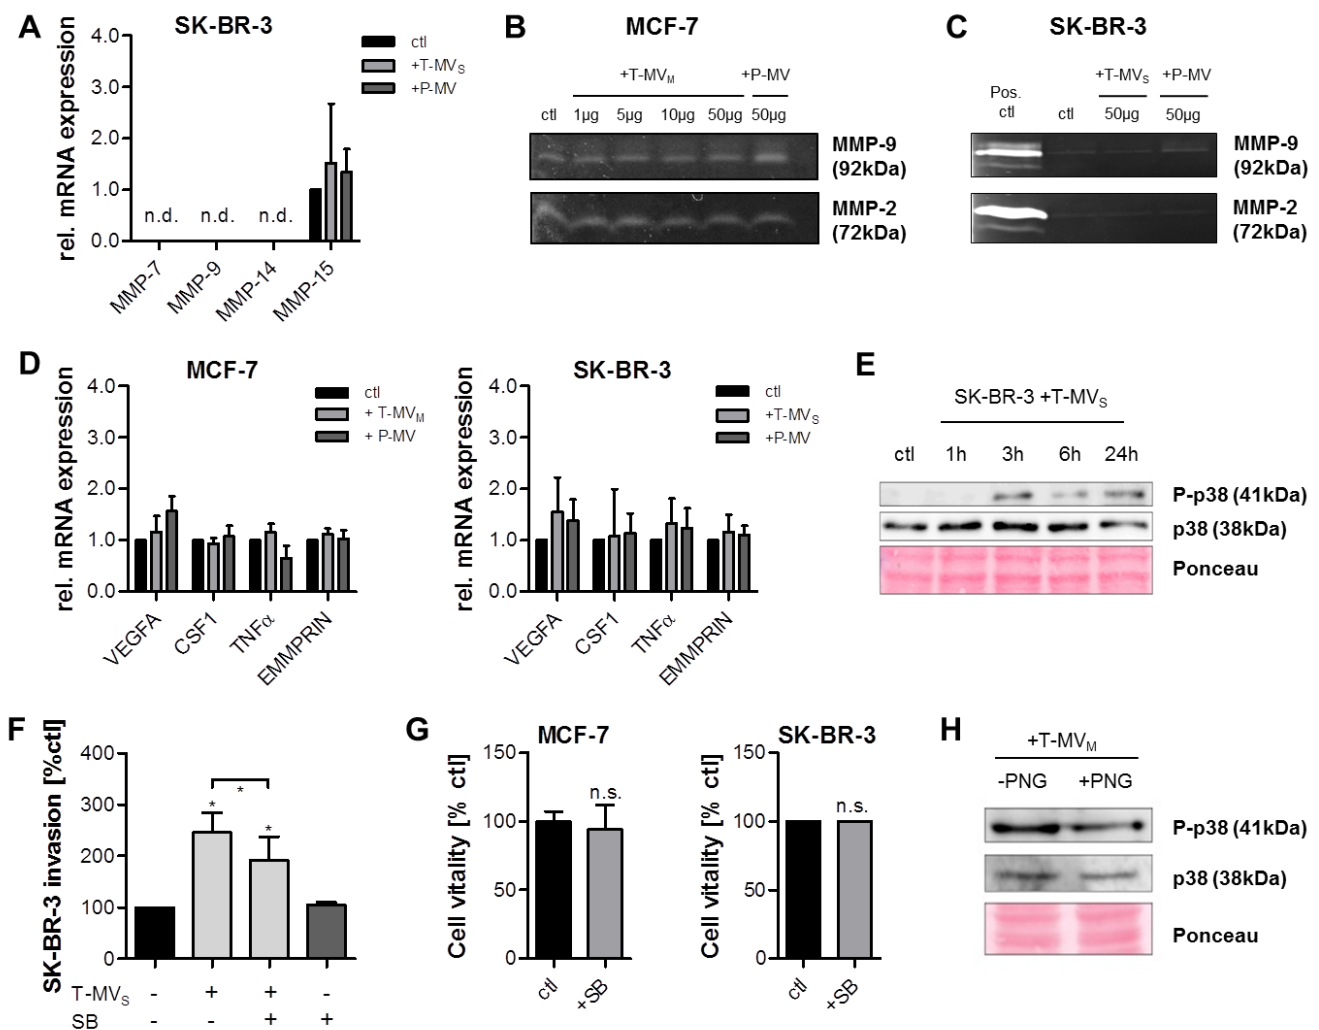 A
SK-BR-3
rel. mRNA expression
4.0
3.0
2.0
1.0
0.0
n.d. n.d. n.d.
MMP-7 MMP-9 MMP-14 MMP-15
ctl
+T-MVS
+P-MV
B
MCF-7
+T-MVM +P-MV
ctl 1µg 5µg 10µg 50µg 50µg
MMP-9
(92kDa)
MMP-2
(72kDa)
C
SK-BR-3
+T-MVS +P-MV
Pos.
ctl ctl 50µg 50µg
MMP-9
(92kDa)
MMP-2
(72kDa)
D
MCF-7
rel. mRNA expression
4.0
3.0
2.0
1.0
0.0
VEGFA CSF1 TNFα EMMPRIN
ctl
+ T-MVM
+ P-MV
SK-BR-3
rel. mRNA expression
4.0
3.0
2.0
1.0
0.0
VEGFA CSF1 TNFα EMMPRIN
ctl
+T-MVS
+P-MV
E
SK-BR-3 +T-MVS
ctl 1h 3h 6h 24h
P-p38 (41kDa)
p38 (38kDa)
Ponceau
F
SK-BR-3 invasion [%ctl]
400
300
200
100
0
*
* *
T-MVS - + + -
SB - - + +
G
MCF-7
Cell vitality [% ctl]
150
100
50
0
n.s.
ctl +SB
SK-BR-3
Cell vitality [% ctl]
150
100
50
0
n.s.
ctl +SB
H
+T-MVM
-PNG +PNG
P-p38 (41kDa)
p38 (38kDa)
Ponceau